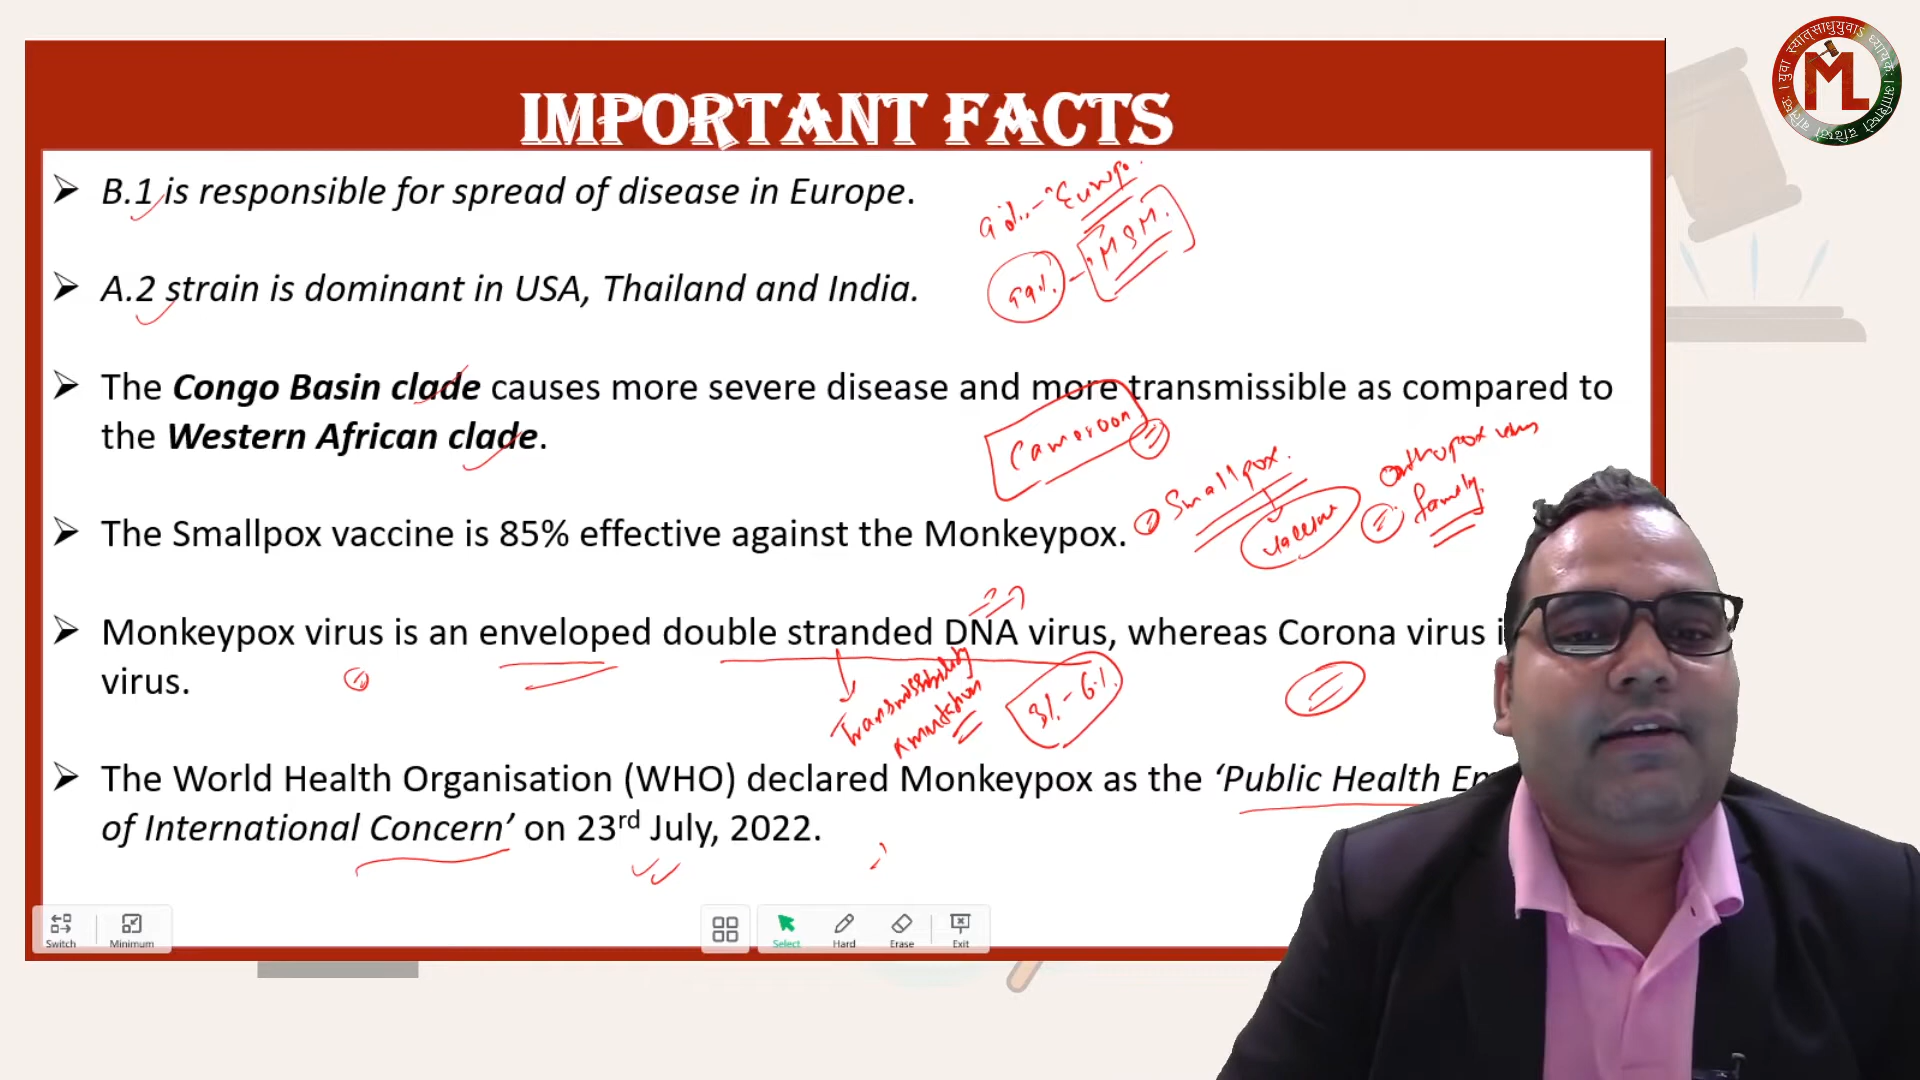 IMPORTANT FACTS
B.1 is responsible for spread of disease in Europe.
Europe
MSM.
99%
A.2 strain is dominant in USA, Thailand and India.
The Congo Basin clade causes more severe disease and more transmissible as compared to
the Western African clade.
Cameroon
Smallpox.
vaccine
family.
The Smallpox vaccine is 85% effective against the Monkeypox.
Monkeypox virus is an enveloped double stranded DNA virus, whereas Corona virus
virus.
Transmissibility
mutation
3% - 6%
The World Health Organisation (WHO) declared Monkeypox as the ‘Public Health
of International Concern’ on 23rd July, 2022.
Switch
Minimum
Select
Hard
Erase
Exit
ML